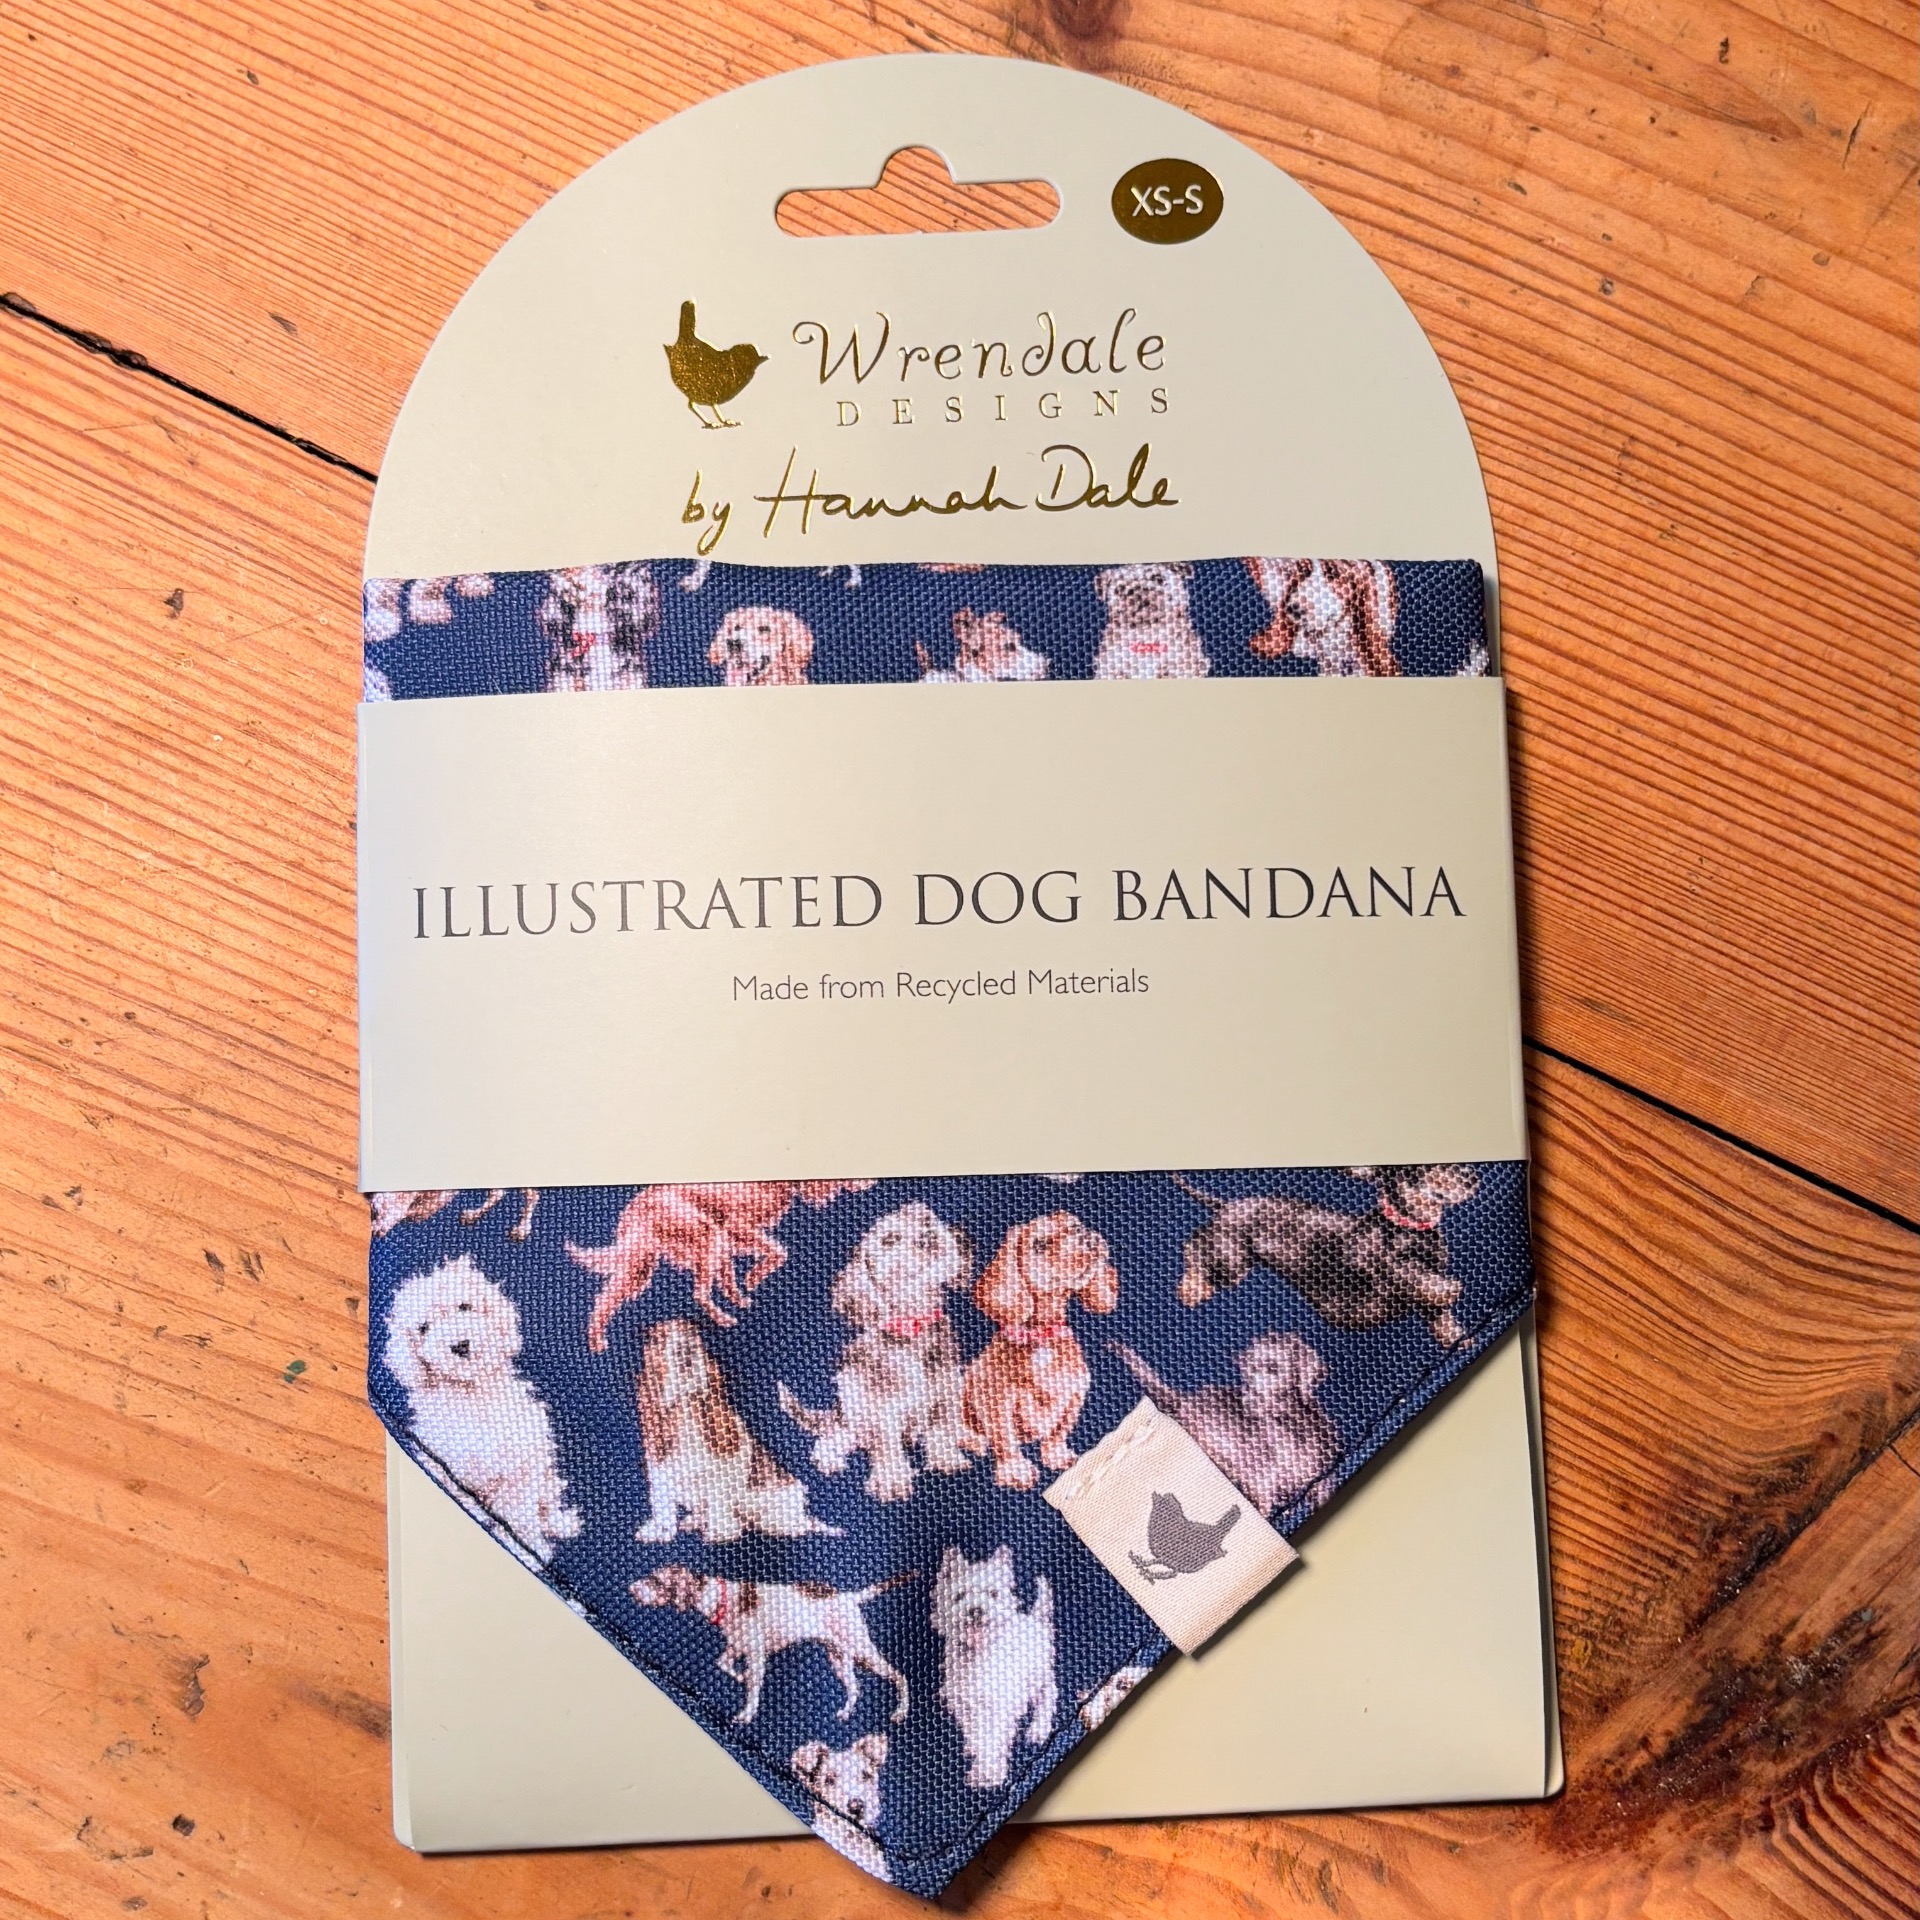 XS-S
Wrendale
DESIGNS
by Hannah Dale
ILLUSTRATED DOG BANDANA
Made from Recycled Materials